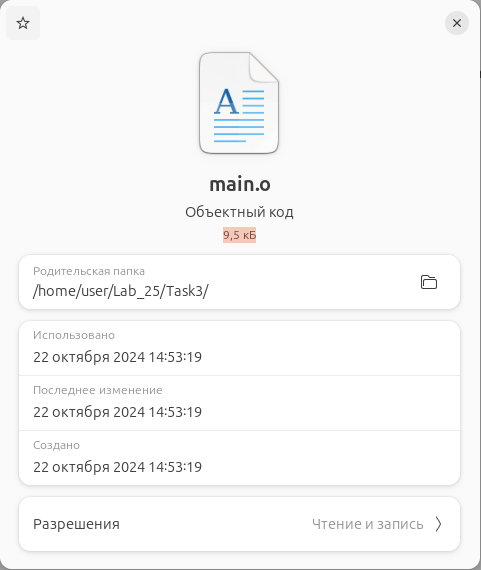 main.o
Объектный код
9,5 кБ
Родительская папка
/home/user/Lab_25/Task3/
Использовано
22 октября 2024 14:53:19
Последнее изменение
22 октября 2024 14:53:19
Создано
22 октября 2024 14:53:19
Разрешения Чтение и запись